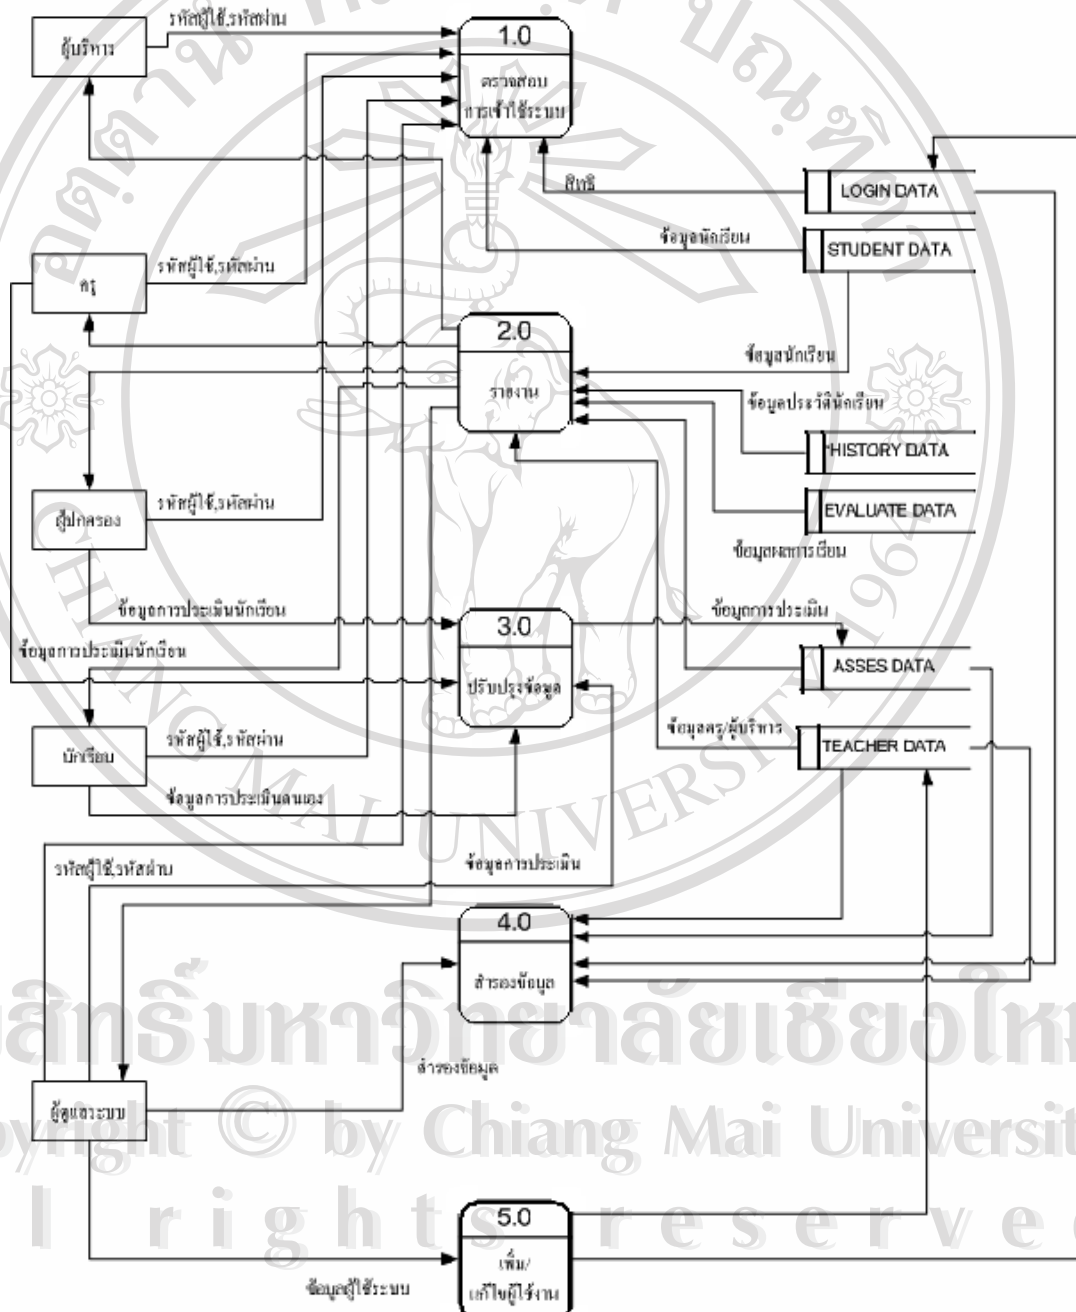 รหัสผู้ใช้,รหัสผ่าน
ผู้บริหาร
1.0
ตรวจสอบ
การเข้าใช้ระบบ
สิทธิ
LOGIN DATA
ข้อมูลนักเรียน
STUDENT DATA
รหัสผู้ใช้,รหัสผ่าน
ครู
2.0
รายงาน
ข้อมูลนักเรียน
ข้อมูลประวัตินักเรียน
HISTORY DATA
EVALUATE DATA
ข้อมูลผลการเรียน
รหัสผู้ใช้,รหัสผ่าน
ผู้ปกครอง
ข้อมูลการประเมินนักเรียน
ข้อมูลการประเมินนักเรียน
3.0
ปรับปรุงข้อมูล
ข้อมูลการประเมิน
ASSES DATA
ข้อมูลครู/ผู้บริหาร
TEACHER DATA
รหัสผู้ใช้,รหัสผ่าน
นักเรียน
ข้อมูลการประเมินตนเอง
รหัสผู้ใช้,รหัสผ่าน
ข้อมูลการประเมิน
4.0
สำรองข้อมูล
สำรองข้อมูล
ผู้ดูแลระบบ
5.0
เพิ่ม/
แก้ไขผู้ใช้งาน
ข้อมูลผู้ใช้ระบบ
CHIANG MAI UNIVERSITY 1964
สิทธิ์มหาวิทยาลัยเชียงให
pyright © by Chiang Mai Universit
l rights reserve